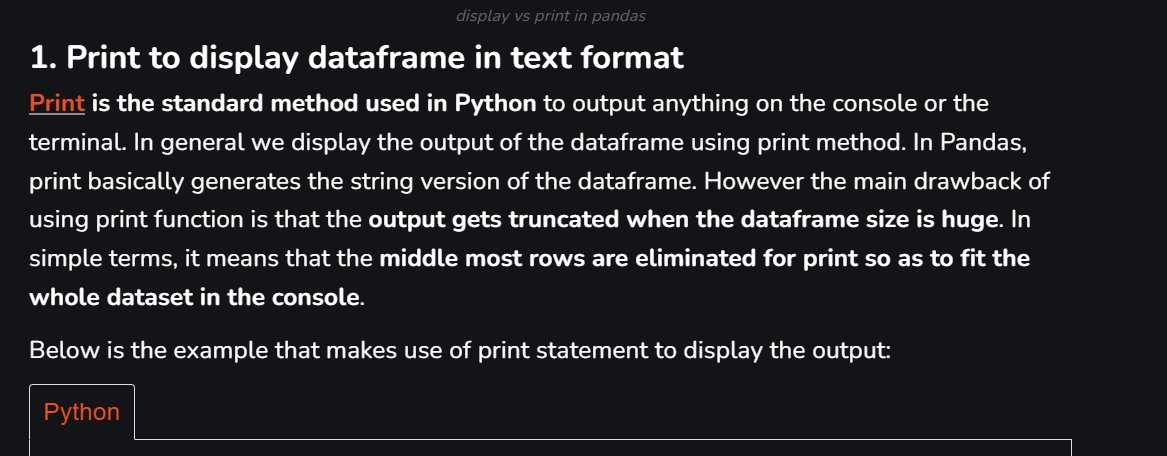 display vs print in pandas
1. Print to display dataframe in text format
Print is the standard method used in Python to output anything on the console or the
terminal. In general we display the output of the dataframe using print method. In Pandas,
print basically generates the string version of the dataframe. However the main drawback of
using print function is that the output gets truncated when the dataframe size is huge. In
simple terms, it means that the middle most rows are eliminated for print so as to fit the
whole dataset in the console.
Below is the example that makes use of print statement to display the output:
Python